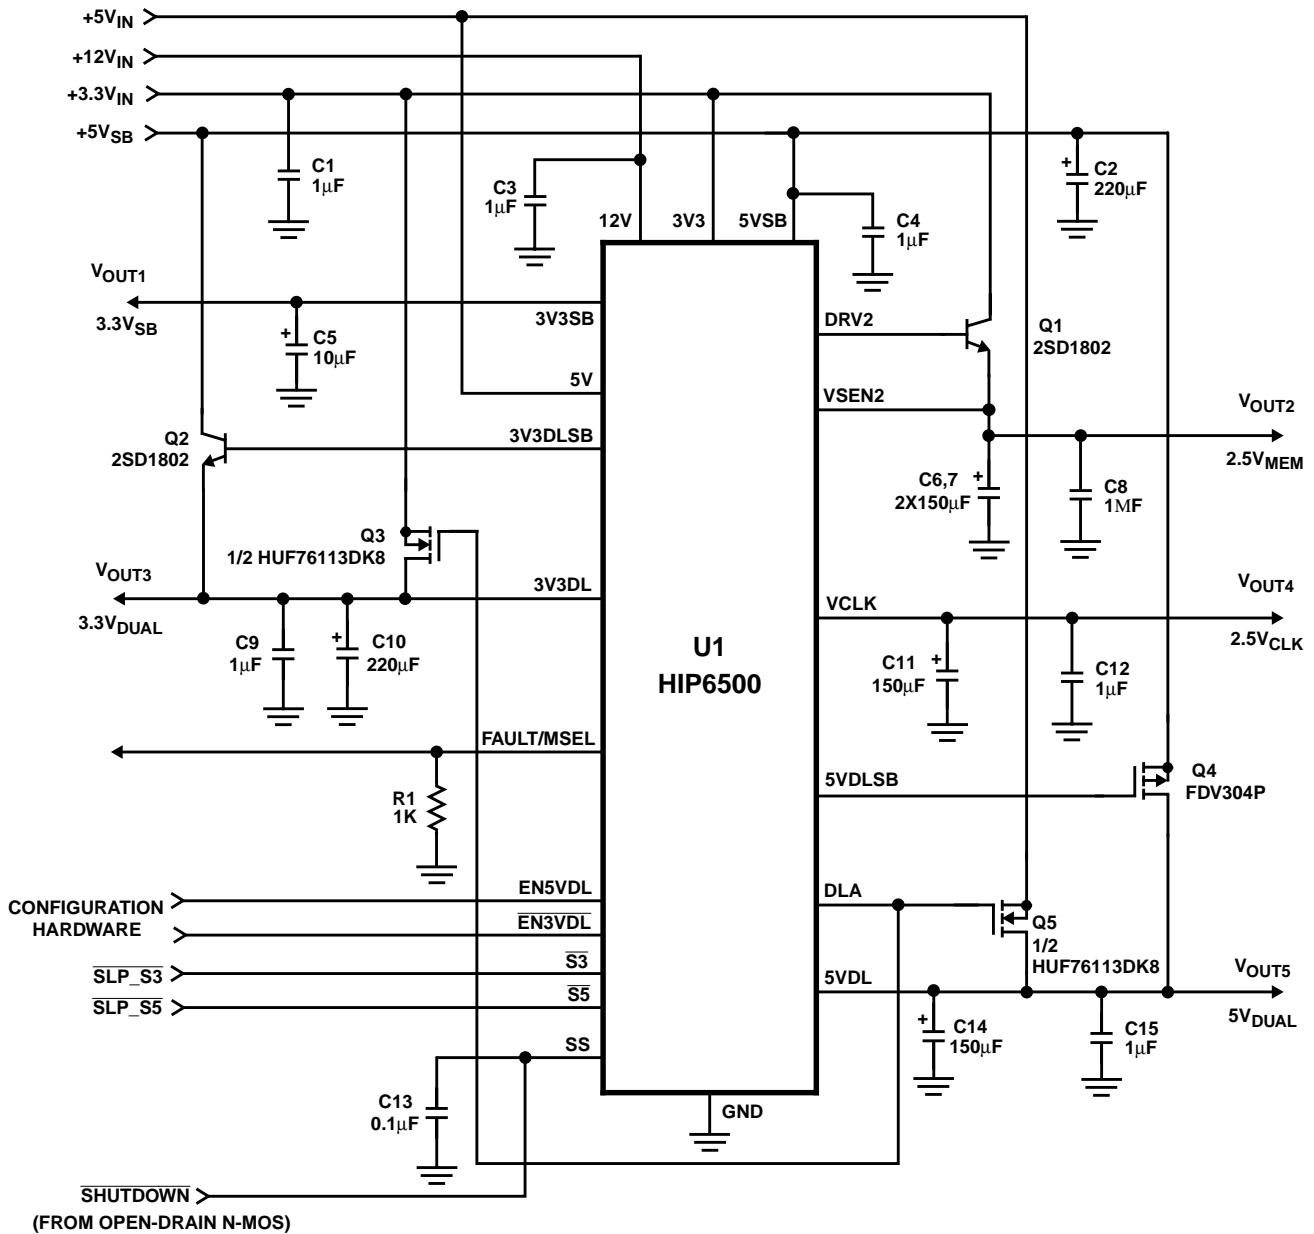 +5VIN
+12VIN
+3.3VIN
+5VSB
C1
1µF
C3
1µF
+
C2
220µF
12V
3V3
5VSB
C4
1µF
VOUT1
3.3VSB
3V3SB
+
C5
10µF
5V
DRV2
Q1
2SD1802
VSEN2
Q2
2SD1802
3V3DLSB
VOUT2
2.5VMEM
C6,7
2X150µF
+
C8
1MF
Q3
1/2 HUF76113DK8
VOUT3
3.3VDUAL
3V3DL
C9
1µF
+
C10
220µF
U1
HIP6500
VCLK
VOUT4
2.5VCLK
C11
150µF
+
C12
1µF
FAULT/MSEL
R1
1K
5VDLSB
Q4
FDV304P
CONFIGURATION
HARDWARE
EN5VDL
EN3VDL
SLP_S3
S3
SLP_S5
S5
DLA
Q5
1/2
HUF76113DK8
5VDL
VOUT5
5VDUAL
+
C14
150µF
C15
1µF
SS
C13
0.1µF
GND
SHUTDOWN
(FROM OPEN-DRAIN N-MOS)